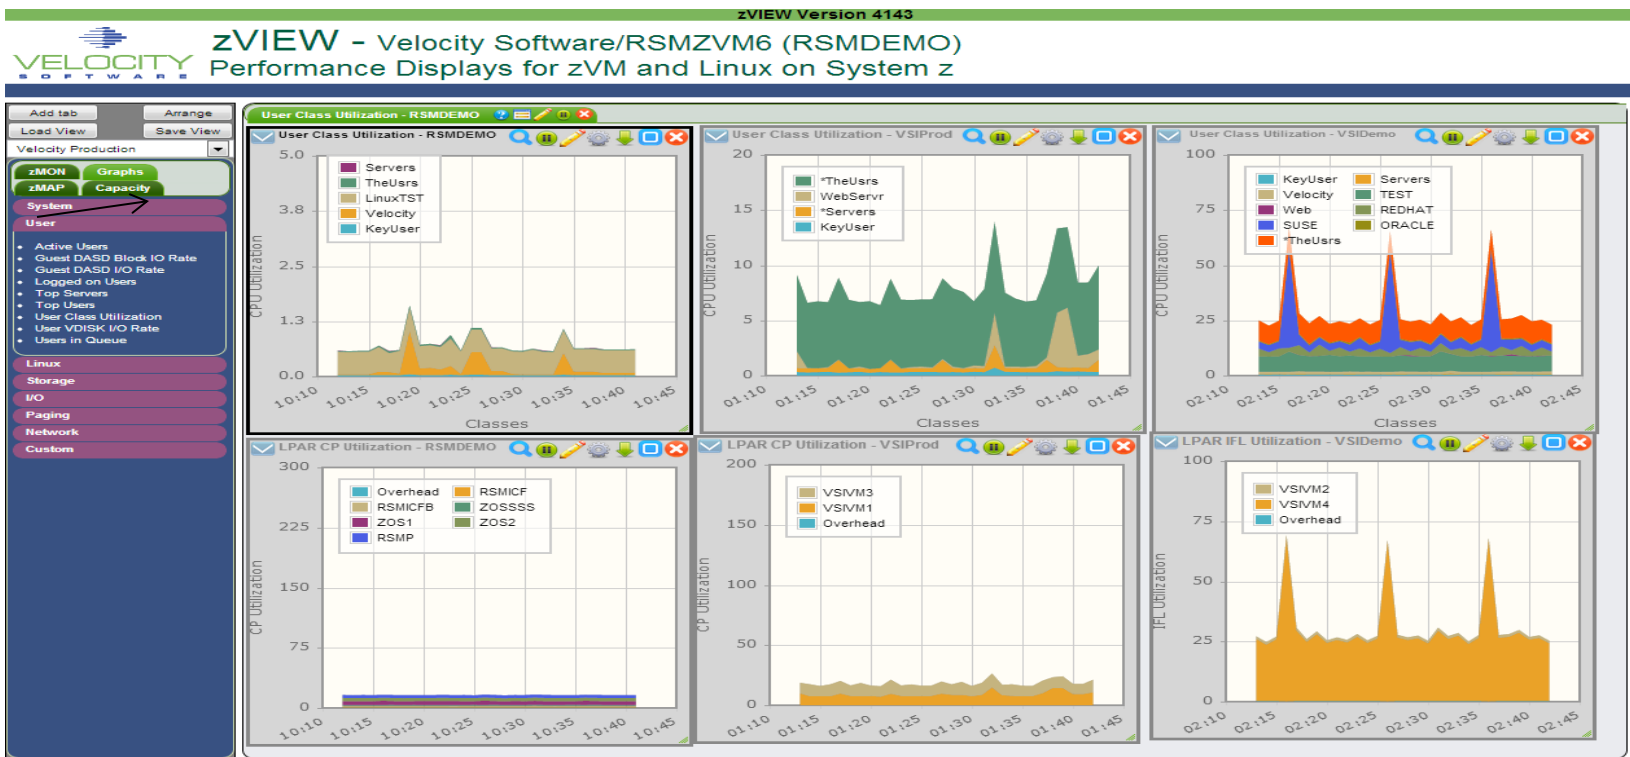 zVIEW Version 4143
VELOCITY
SOFTWARE
zVIEW - Velocity Software/RSMZVM6 (RSMDEMO)
Performance Displays for zVM and Linux on System z
Add tab
Arrange
Load View
Save View
Velocity Production
zMON
Graphs
zMAP
Capacity
System
User
Active Users
Guest DASD Block IO Rate
Guest DASD I/O Rate
Logged on Users
Top Servers
Top Users
User Class Utilization
User VDISK I/O Rate
Users in Queue
Linux
Storage
I/O
Paging
Network
Custom
User Class Utilization - RSMDEMO
User Class Utilization - RSMDEMO
5.0
3.8
2.5
1.3
0.0
CPU Utilization
Servers
TheUsrs
LinuxTST
Velocity
KeyUser
10:10 10:15 10:20 10:25 10:30 10:35 10:40 10:45
Classes
User Class Utilization - VSIProd
20
15
10
5
0
CPU Utilization
*TheUsrs
WebServr
*Servers
KeyUser
01:10 01:15 01:20 01:25 01:30 01:35 01:40 01:45
Classes
User Class Utilization - VSIDemo
100
75
50
25
0
CPU Utilization
KeyUser Servers
Velocity TEST
Web REDHAT
SUSE ORACLE
*TheUsrs
02:10 02:15 02:20 02:25 02:30 02:35 02:40 02:45
Classes
LPAR CP Utilization - RSMDEMO
300
225
150
75
0
CP Utilization
Overhead RSMICF
RSMICFB ZOSSSS
ZOS1 ZOS2
RSMP
10:10 10:15 10:20 10:25 10:30 10:35 10:40 10:45
LPAR CP Utilization - VSIProd
200
150
100
50
0
CP Utilization
VSIVM3
VSIVM1
Overhead
01:10 01:15 01:20 01:25 01:30 01:35 01:40 01:45
LPAR IFL Utilization - VSIDemo
100
75
50
25
0
IFL Utilization
VSIVM2
VSIVM4
Overhead
02:10 02:15 02:20 02:25 02:30 02:35 02:40 02:45